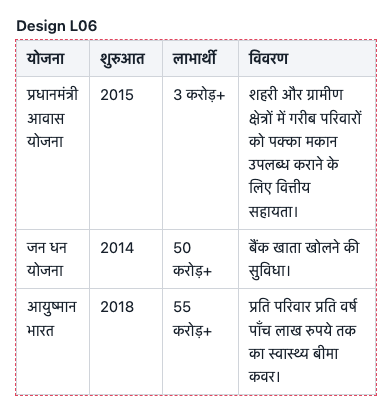 Design L06
योजना शुरुआत लाभार्थी विवरण
प्रधानमंत्री आवास योजना 2015 3 करोड़+ शहरी और ग्रामीण क्षेत्रों में गरीब परिवारों को पक्का मकान उपलब्ध कराने के लिए वित्तीय सहायता।
जन धन योजना 2014 50 करोड़+ बैंक खाता खोलने की सुविधा।
आयुष्मान भारत 2018 55 करोड़+ प्रति परिवार प्रति वर्ष पाँच लाख रुपये तक का स्वास्थ्य बीमा कवर।